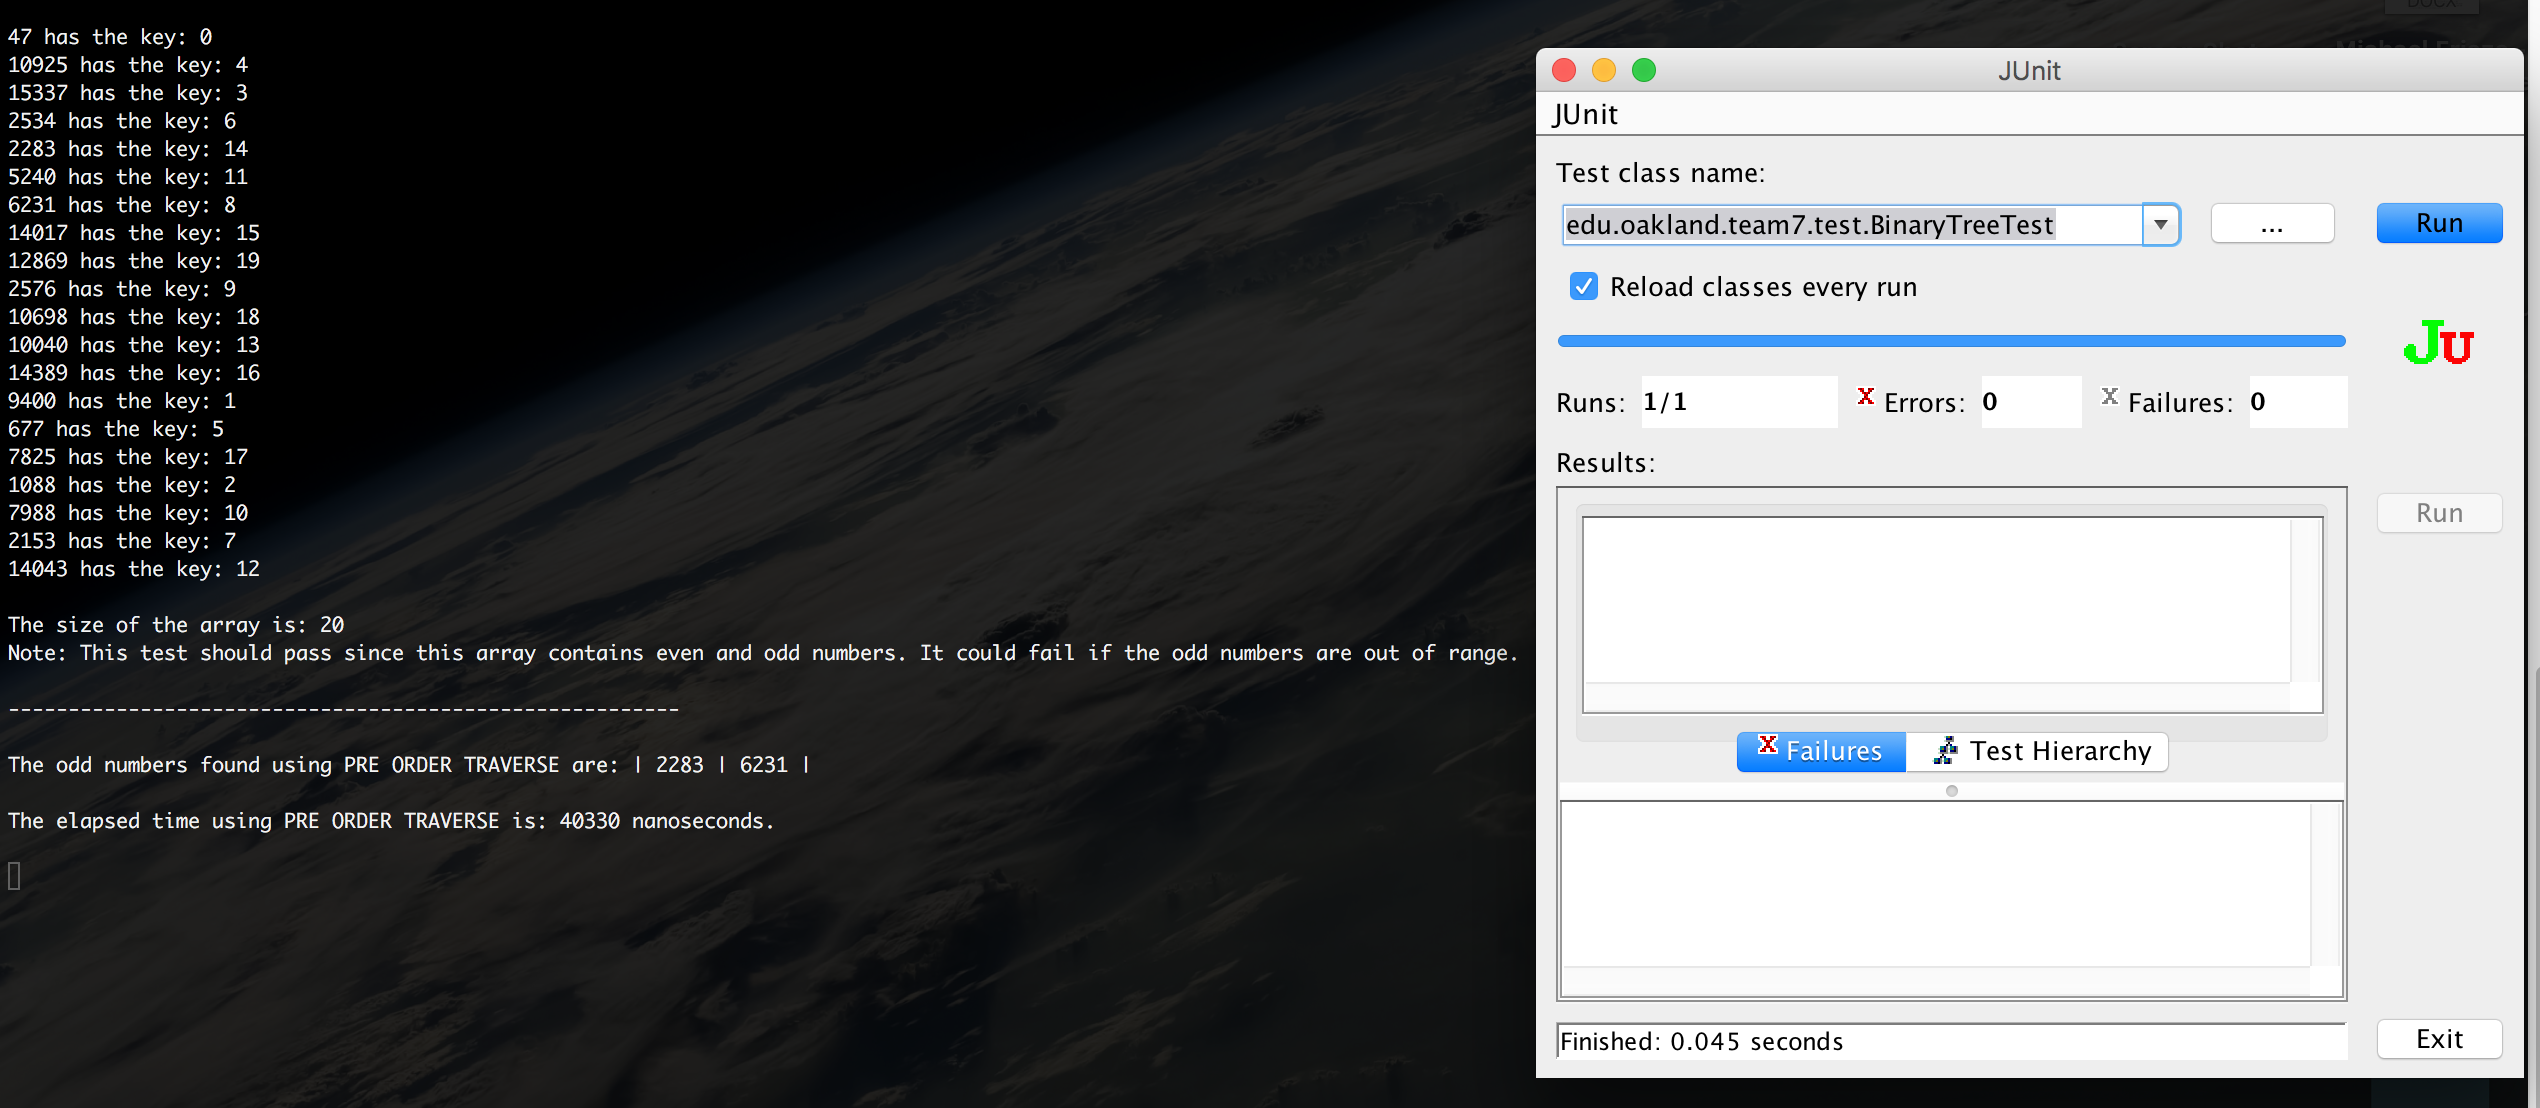 47 has the key: 0
10925 has the key: 4
15337 has the key: 3
2534 has the key: 6
2283 has the key: 14
5240 has the key: 11
6231 has the key: 8
14017 has the key: 15
12869 has the key: 19
2576 has the key: 9
10698 has the key: 18
10040 has the key: 13
14389 has the key: 16
9400 has the key: 1
677 has the key: 5
7825 has the key: 17
1088 has the key: 2
7988 has the key: 10
2153 has the key: 7
14043 has the key: 12
The size of the array is: 20
Note: This test should pass since this array contains even and odd numbers. It could fail if the odd numbers are out of range.
--------------------------------------------------------
The odd numbers found using PRE ORDER TRAVERSE are: | 2283 | 6231 |
The elapsed time using PRE ORDER TRAVERSE is: 40330 nanoseconds.
JUnit
JUnit
Test class name:
edu.oakland.team7.test.BinaryTreeTest
...
Run
Reload classes every run
JU
Runs: 1/1 X Errors: 0 X Failures: 0
Results:
Run
X Failures
Test Hierarchy
Finished: 0.045 seconds
Exit